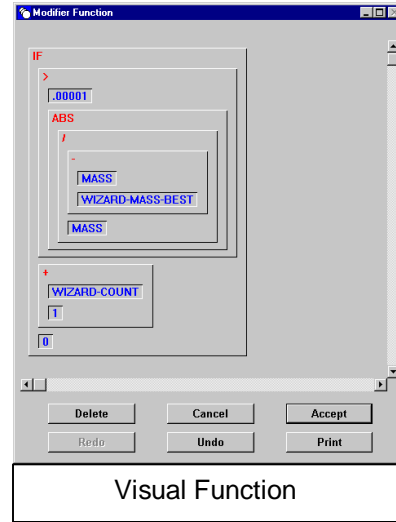 Modifier Function
IF
>
.00001
ABS
/
-
MASS
WIZARD-MASS-BEST
MASS
+
WIZARD-COUNT
1
0
Delete Cancel Accept
Redo Undo Print
Visual Function